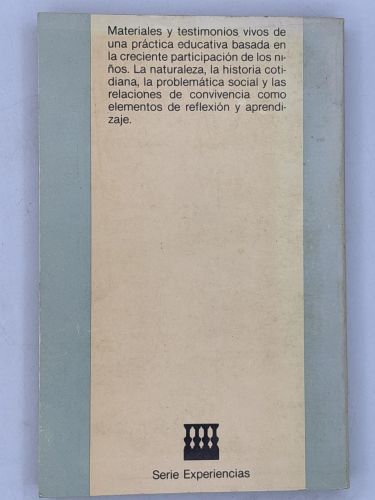 Materiales y testimonios vivos de
una práctica educativa basada en
la creciente participación de los ni-
ños. La naturaleza, la historia coti-
diana, la problemática social y las
relaciones de convivencia como
elementos de reflexión y aprendi-
zaje.
Serie Experiencias